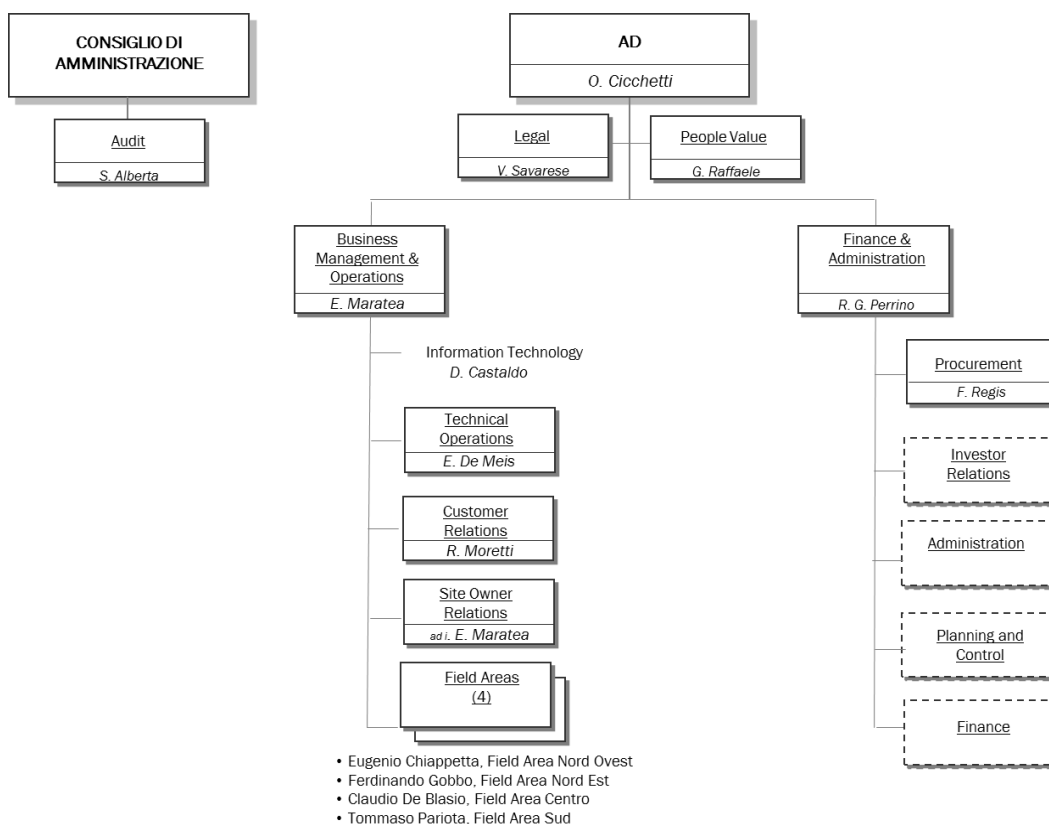 CONSIGLIO DI
AMMINISTRAZIONE
Audit
S. Alberta
AD
O. Cicchetti
Legal
V. Savarese
People Value
G. Raffaele
Business
Management &
Operations
E. Maratea
Information Technology
D. Castaldo
Technical
Operations
E. De Meis
Customer
Relations
R. Moretti
Site Owner
Relations
ad i. E. Maratea
Field Areas
(4)
• Eugenio Chiappetta, Field Area Nord Ovest
• Ferdinando Gobbo, Field Area Nord Est
• Claudio De Blasio, Field Area Centro
• Tommaso Pariota, Field Area Sud
Finance &
Administration
R. G. Perrino
Procurement
F. Regis
Investor
Relations
Administration
Planning and
Control
Finance